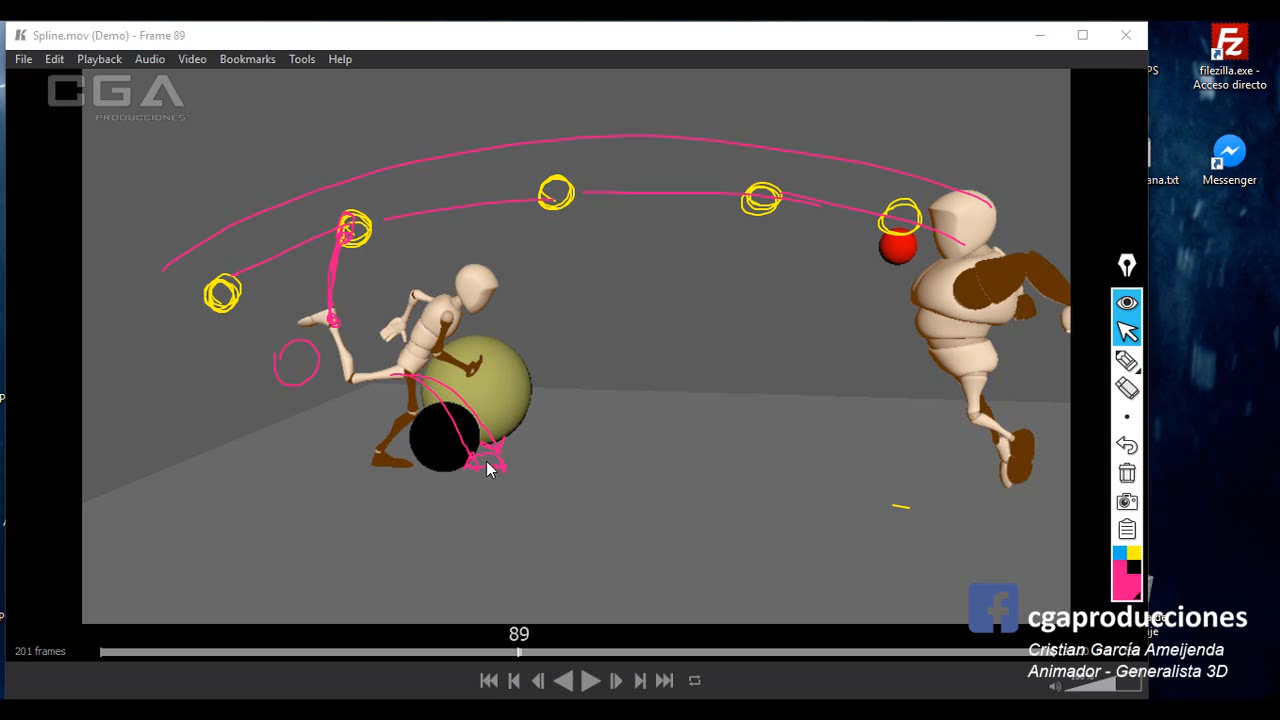 Spline.mov (Demo) - Frame 89
File Edit Playback Audio Video Bookmarks Tools Help
CGA
PRODUCCIONES
filezilla.exe -
Acceso directo
PS
ana.txt
Messenger
89
201 frames
cgaproducciones
Cristian García Ameijenda
Animador - Generalista 3D